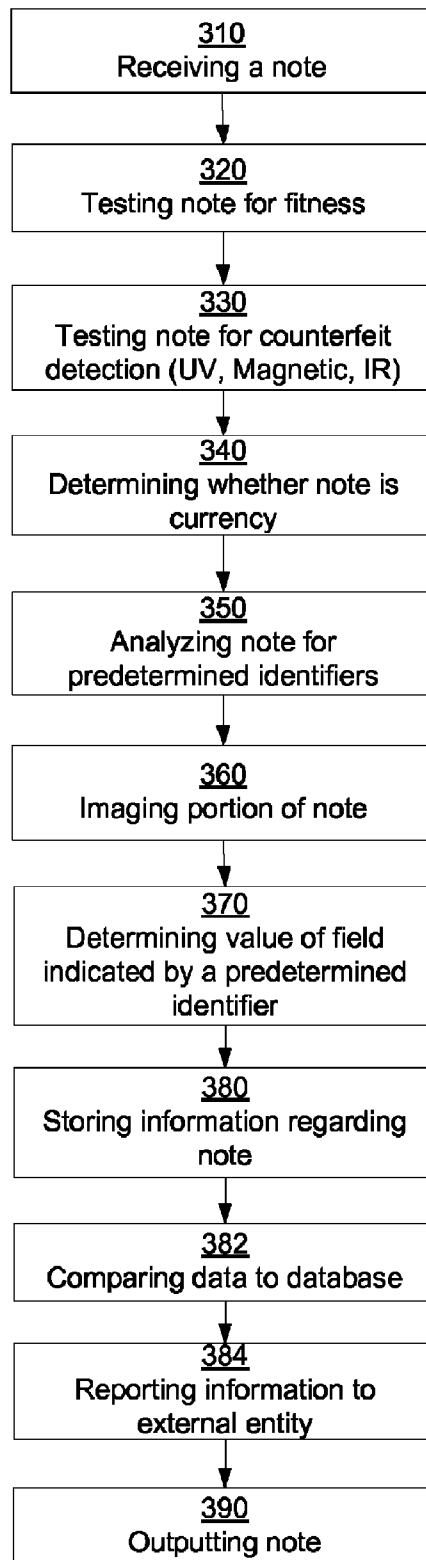 310
Receiving a note
320
Testing note for fitness
330
Testing note for counterfeit
detection (UV, Magnetic, IR)
340
Determining whether note is
currency
350
Analyzing note for
predetermined identifiers
360
Imaging portion of note
370
Determining value of field
indicated by a predetermined
identifier
380
Storing information regarding
note
382
Comparing data to database
384
Reporting information to
external entity
390
Outputting note